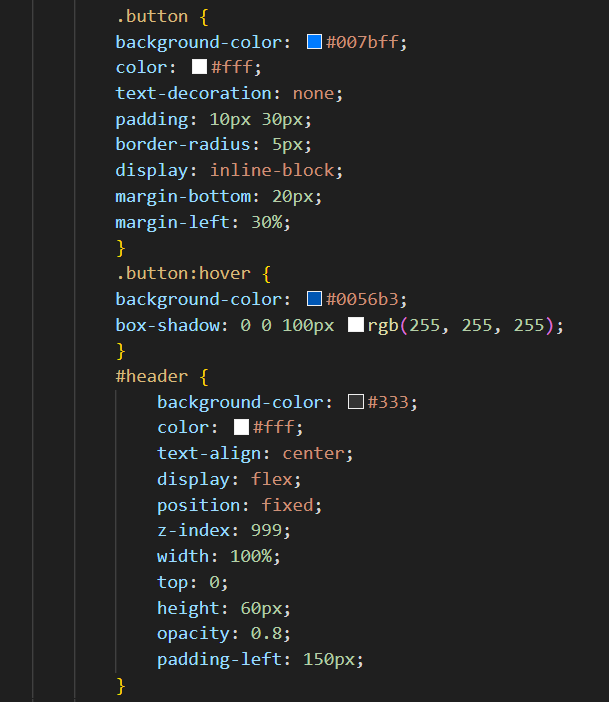 .button {
background-color: #007bff;
color: #fff;
text-decoration: none;
padding: 10px 30px;
border-radius: 5px;
display: inline-block;
margin-bottom: 20px;
margin-left: 30%;
}
.button:hover {
background-color: #0056b3;
box-shadow: 0 0 100px rgb(255, 255, 255);
}
#header {
background-color: #333;
color: #fff;
text-align: center;
display: flex;
position: fixed;
z-index: 999;
width: 100%;
top: 0;
height: 60px;
opacity: 0.8;
padding-left: 150px;
}